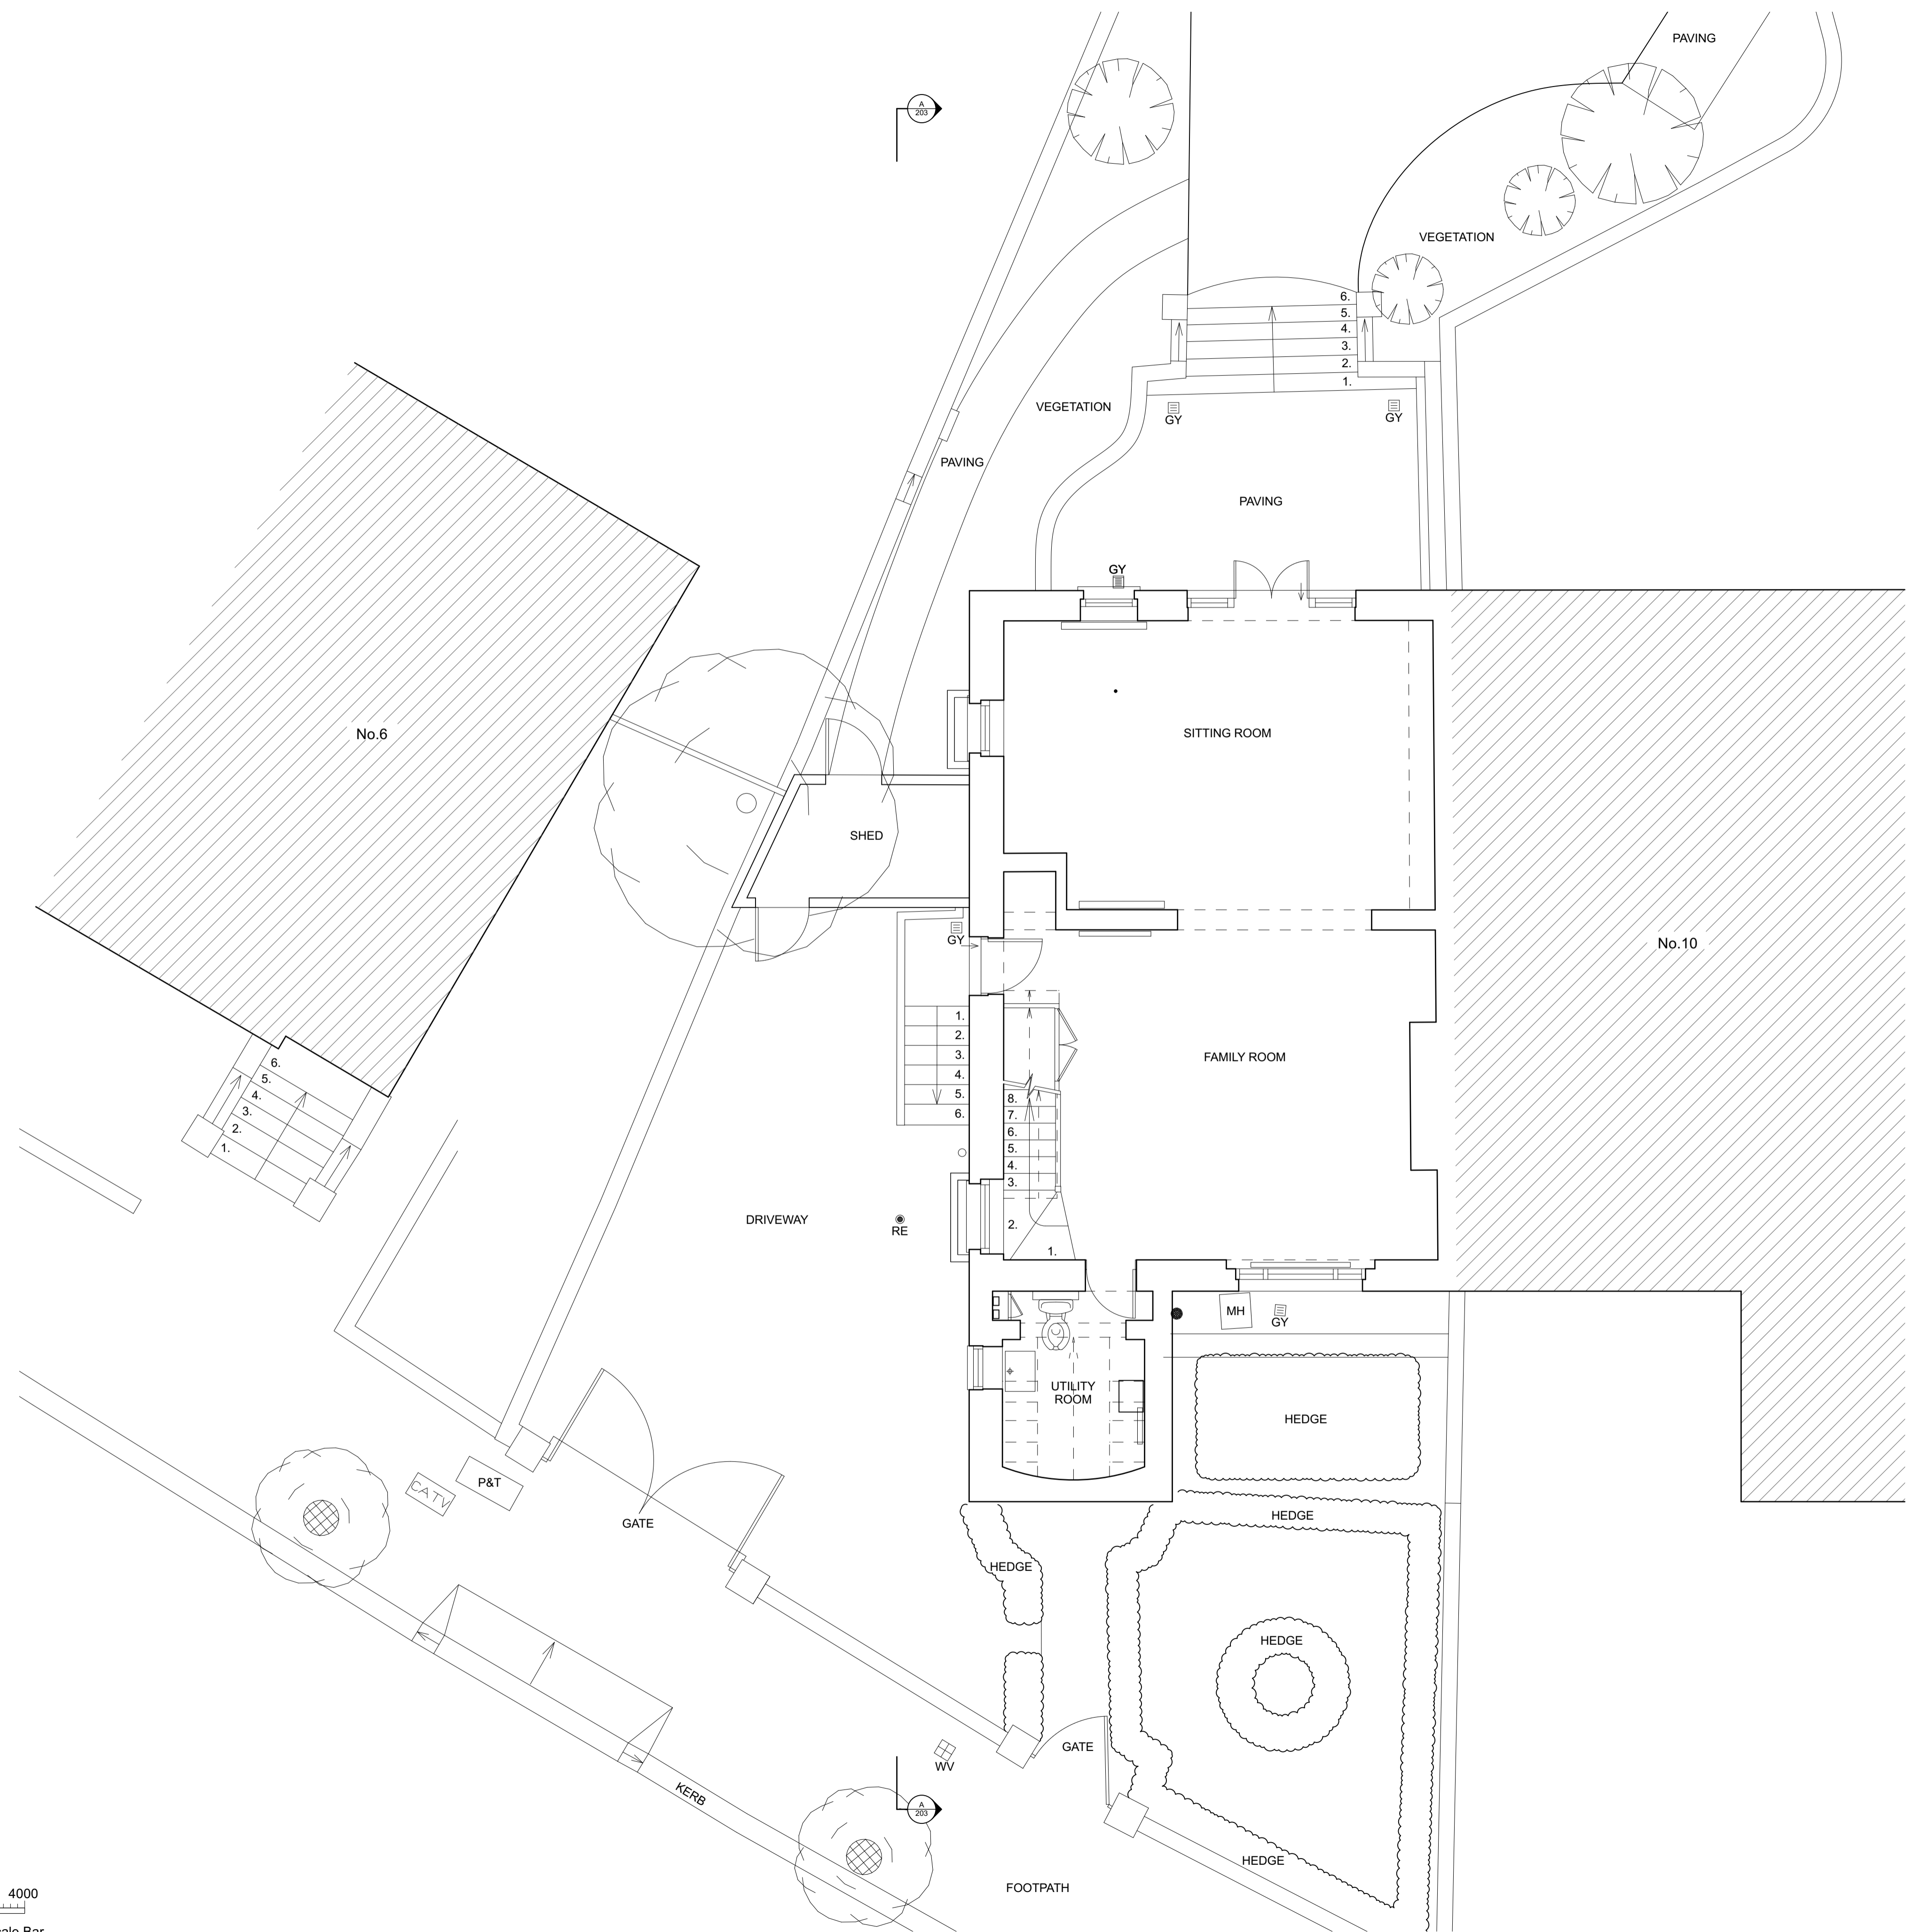 PAVING
A
203
VEGETATION
6.
5.
4.
3.
2.
1.
VEGETATION
GY
GY
PAVING
PAVING
GY
No.6
SITTING ROOM
SHED
GY
No.10
1.
2.
3.
4.
5.
6.
FAMILY ROOM
6.
5.
4.
3.
2.
1.
8.
7.
6.
5.
4.
3.
2.
1.
DRIVEWAY
RE
MH
GY
UTILITY
ROOM
HEDGE
CATV
P&T
GATE
HEDGE
HEDGE
HEDGE
GATE
WV
KERB
A
203
HEDGE
FOOTPATH
4000
Bar